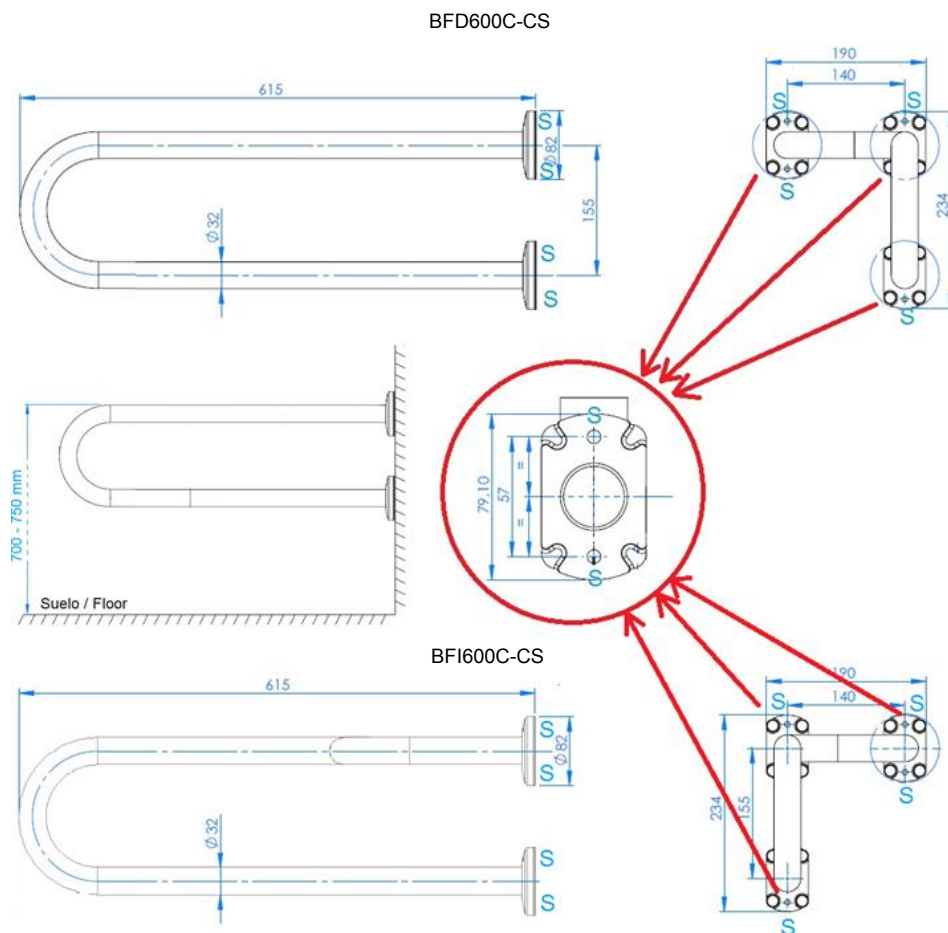 BFD600C-CS
615
190
140
S
S
S
S
Ø82
S
155
S
234
Ø32
S
S
S
S
79,10
57
=
=
S
700 - 750 mm
Suelo / Floor
BFI600C-CS
615
190
140
S
S
S
Ø82
S
234
155
S
Ø32
S
S
S